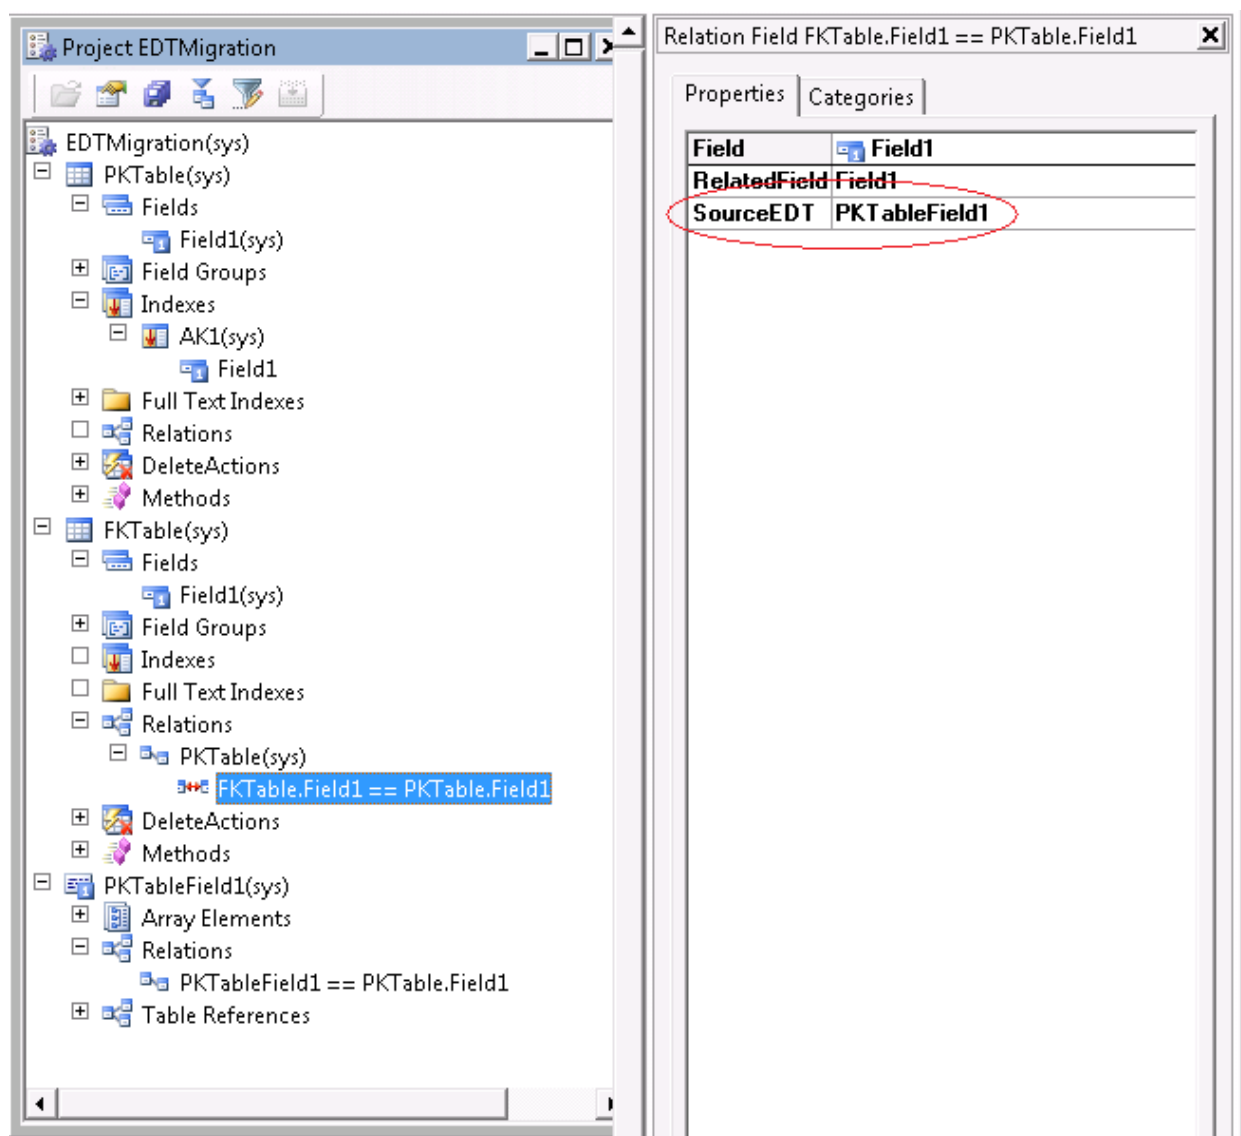 Project EDTMigration
EDTMigration(sys)
PKTable(sys)
Fields
Field1(sys)
Field Groups
Indexes
AK1(sys)
Field1
Full Text Indexes
Relations
DeleteActions
Methods
FKTable(sys)
Fields
Field1(sys)
Field Groups
Indexes
Full Text Indexes
Relations
PKTable(sys)
FKTable.Field1 == PKTable.Field1
DeleteActions
Methods
PKTableField1(sys)
Array Elements
Relations
PKTableField1 == PKTable.Field1
Table References
Relation Field FKTable.Field1 == PKTable.Field1
Properties Categories
Field Field1
RelatedField Field1
SourceEDT PKTableField1